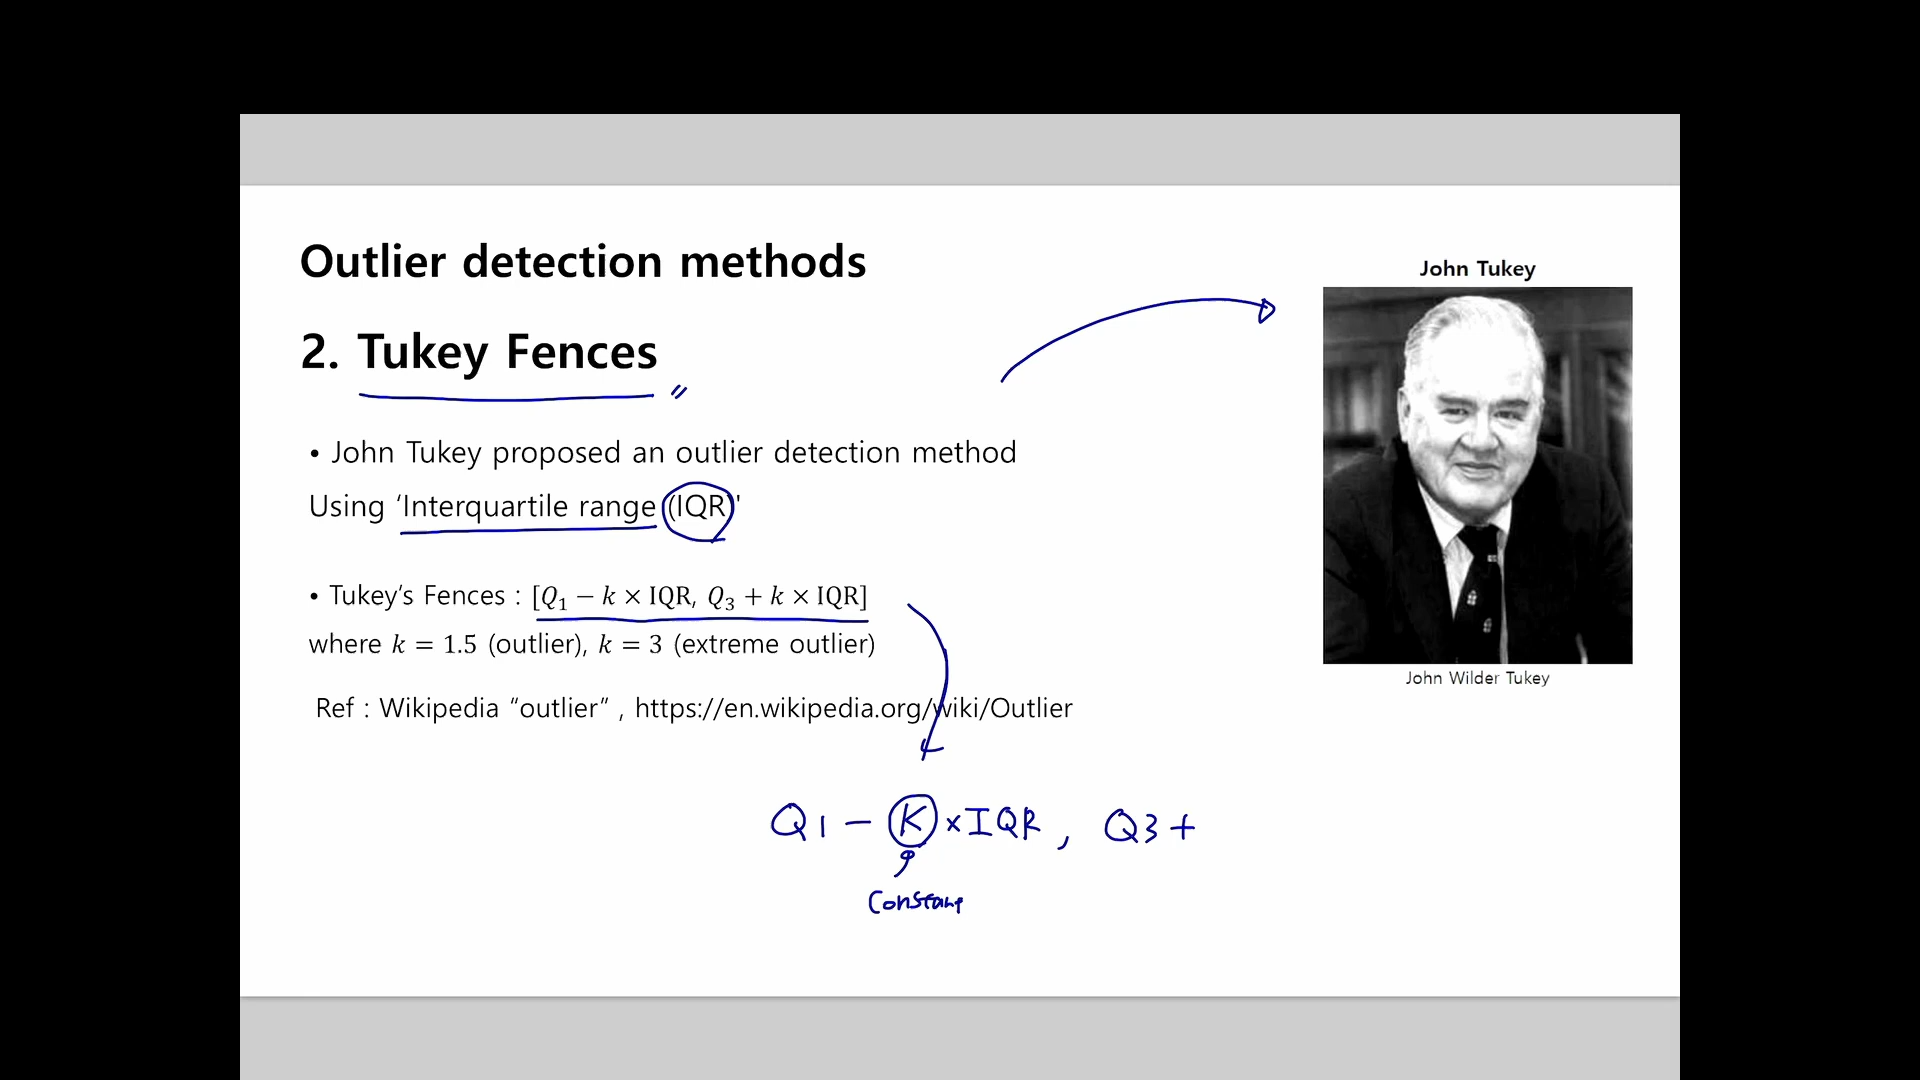 Outlier detection methods
2. Tukey Fences
• John Tukey proposed an outlier detection method
Using ‘Interquartile range (IQR)'
• Tukey’s Fences : [Q₁ − k × IQR, Q₃ + k × IQR]
where k = 1.5 (outlier), k = 3 (extreme outlier)
Ref : Wikipedia “outlier” , https://en.wikipedia.org/wiki/Outlier
Q1 − K × IQR , Q3 +
Constant
John Tukey
John Wilder Tukey